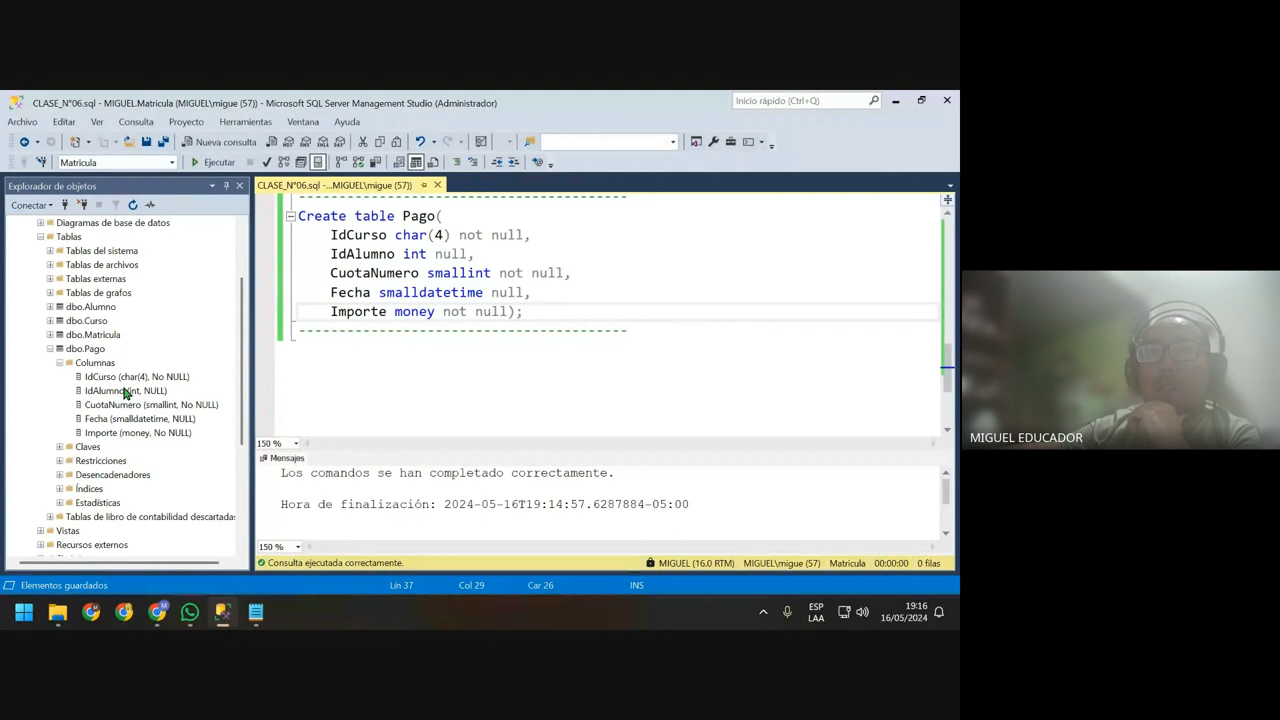 CLASE_N°06.sql - MIGUEL.Matricula (MIGUEL\migue (57)) - Microsoft SQL Server Management Studio (Administrador)
Inicio rápido (Ctrl+Q)
Archivo Editar Ver Consulta Proyecto Herramientas Ventana Ayuda
Nueva consulta
Matricula
Ejecutar
Explorador de objetos
Conectar
Diagramas de base de datos
Tablas
Tablas del sistema
Tablas de archivos
Tablas externas
Tablas de grafos
dbo.Alumno
dbo.Curso
dbo.Matricula
dbo.Pago
Columnas
IdCurso (char(4), No NULL)
IdAlumno (int, NULL)
CuotaNumero (smallint, No NULL)
Fecha (smalldatetime, NULL)
Importe (money, No NULL)
Claves
Restricciones
Desencadenadores
Índices
Estadísticas
Tablas de libro de contabilidad descartadas
Vistas
Recursos externos
CLASE_N°06.sql -...MIGUEL\migue (57))
Create table Pago(
IdCurso char(4) not null,
IdAlumno int null,
CuotaNumero smallint not null,
Fecha smalldatetime null,
Importe money not null);
150 %
Mensajes
Los comandos se han completado correctamente.
Hora de finalización: 2024-05-16T19:14:57.6287884-05:00
150 %
Consulta ejecutada correctamente.
MIGUEL (16.0 RTM) MIGUEL\migue (57) Matricula 00:00:00 0 filas
Elementos guardados
Lín 37 Col 29 Car 26 INS
ESP
LAA
19:16
16/05/2024
MIGUEL EDUCADOR